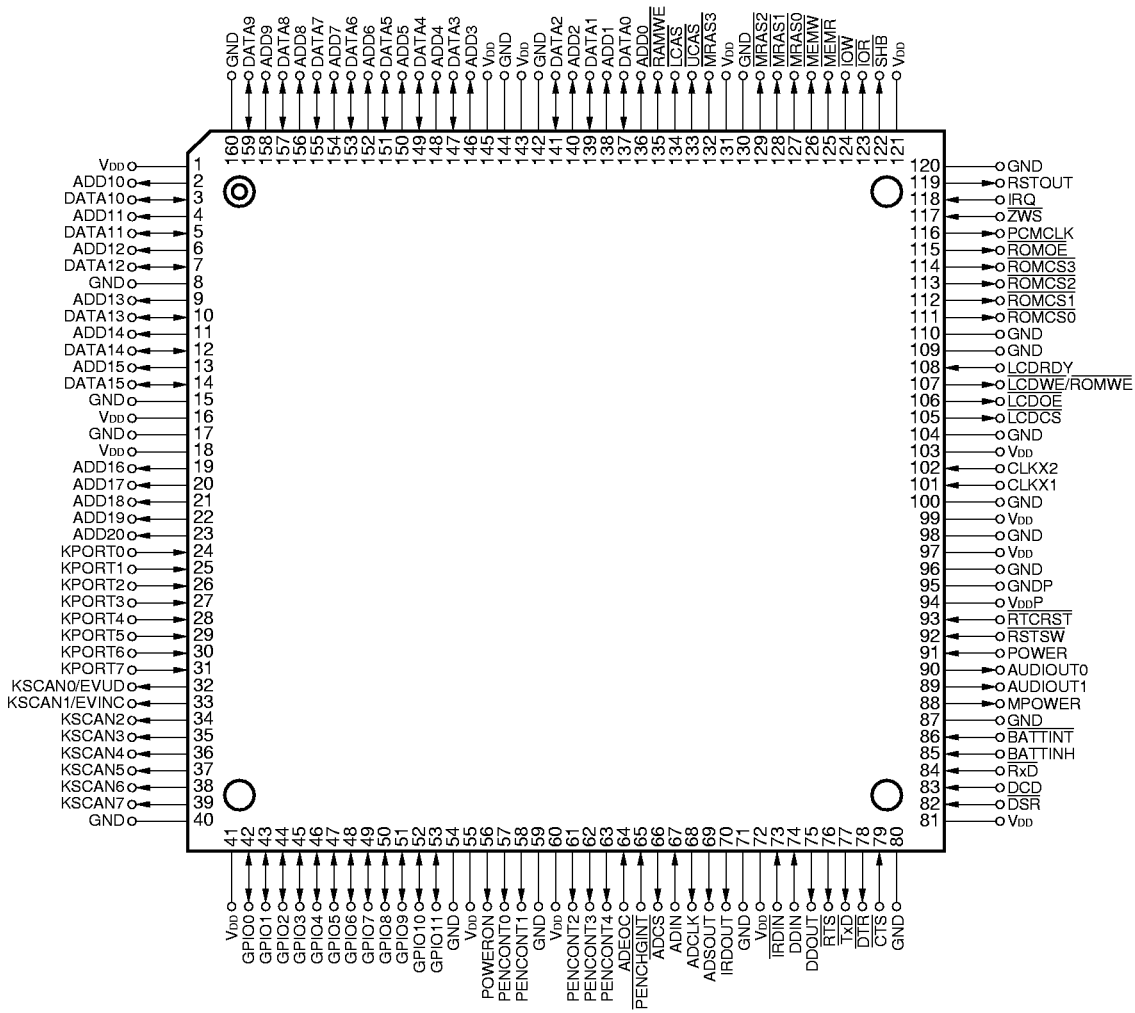 GND
DATA9
ADD9
DATA8
ADD8
DATA7
ADD7
DATA6
ADD6
DATA5
ADD5
DATA4
ADD4
DATA3
ADD3
VDD
GND
VDD
GND
DATA2
ADD2
DATA1
ADD1
DATA0
ADD0
RAMWE
LCAS
UCAS
MRAS3
VDD
GND
MRAS2
MRAS1
MRAS0
MEMW
MEMR
IOW
IOR
SHB
VDD
160
159
158
157
156
155
154
153
152
151
150
149
148
147
146
145
144
143
142
141
140
139
138
137
136
135
134
133
132
131
130
129
128
127
126
125
124
123
122
121
VDD 1
ADD10 2
DATA10 3
ADD11 4
DATA11 5
ADD12 6
DATA12 7
GND 8
ADD13 9
DATA13 10
ADD14 11
DATA14 12
ADD15 13
DATA15 14
GND 15
VDD 16
GND 17
VDD 18
ADD16 19
ADD17 20
ADD18 21
ADD19 22
ADD20 23
KPORT0 24
KPORT1 25
KPORT2 26
KPORT3 27
KPORT4 28
KPORT5 29
KPORT6 30
KPORT7 31
KSCAN0/EVUD 32
KSCAN1/EVINC 33
KSCAN2 34
KSCAN3 35
KSCAN4 36
KSCAN5 37
KSCAN6 38
KSCAN7 39
GND 40
120 GND
119 RSTOUT
118 IRQ
117 ZWS
116 PCMCLK
115 ROMOE
114 ROMCS3
113 ROMCS2
112 ROMCS1
111 ROMCS0
110 GND
109 GND
108 LCDRDY
107 LCDWE/ROMWE
106 LCDOE
105 LCDCS
104 GND
103 VDD
102 CLKX2
101 CLKX1
100 GND
99 VDD
98 GND
97 VDD
96 GND
95 GNDP
94 VDDP
93 RTCRST
92 RSTSW
91 POWER
90 AUDIOUT0
89 AUDIOUT1
88 MPOWER
87 GND
86 BATTINT
85 BATTINH
84 RxD
83 DCD
82 DSR
81 VDD
41
42
43
44
45
46
47
48
49
50
51
52
53
54
55
56
57
58
59
60
61
62
63
64
65
66
67
68
69
70
71
72
73
74
75
76
77
78
79
80
VDD
GPIO0
GPIO1
GPIO2
GPIO3
GPIO4
GPIO5
GPIO6
GPIO7
GPIO8
GPIO9
GPIO10
GPIO11
GND
VDD
POWERON
PENCONT0
PENCONT1
GND
VDD
PENCONT2
PENCONT3
PENCONT4
ADEOC
PENCHGINT
ADCS
ADIN
ADCLK
ADSOUT
IRDOUT
GND
VDD
IRDIN
DDIN
DDOUT
RTS
TxD
DTR
CTS
GND